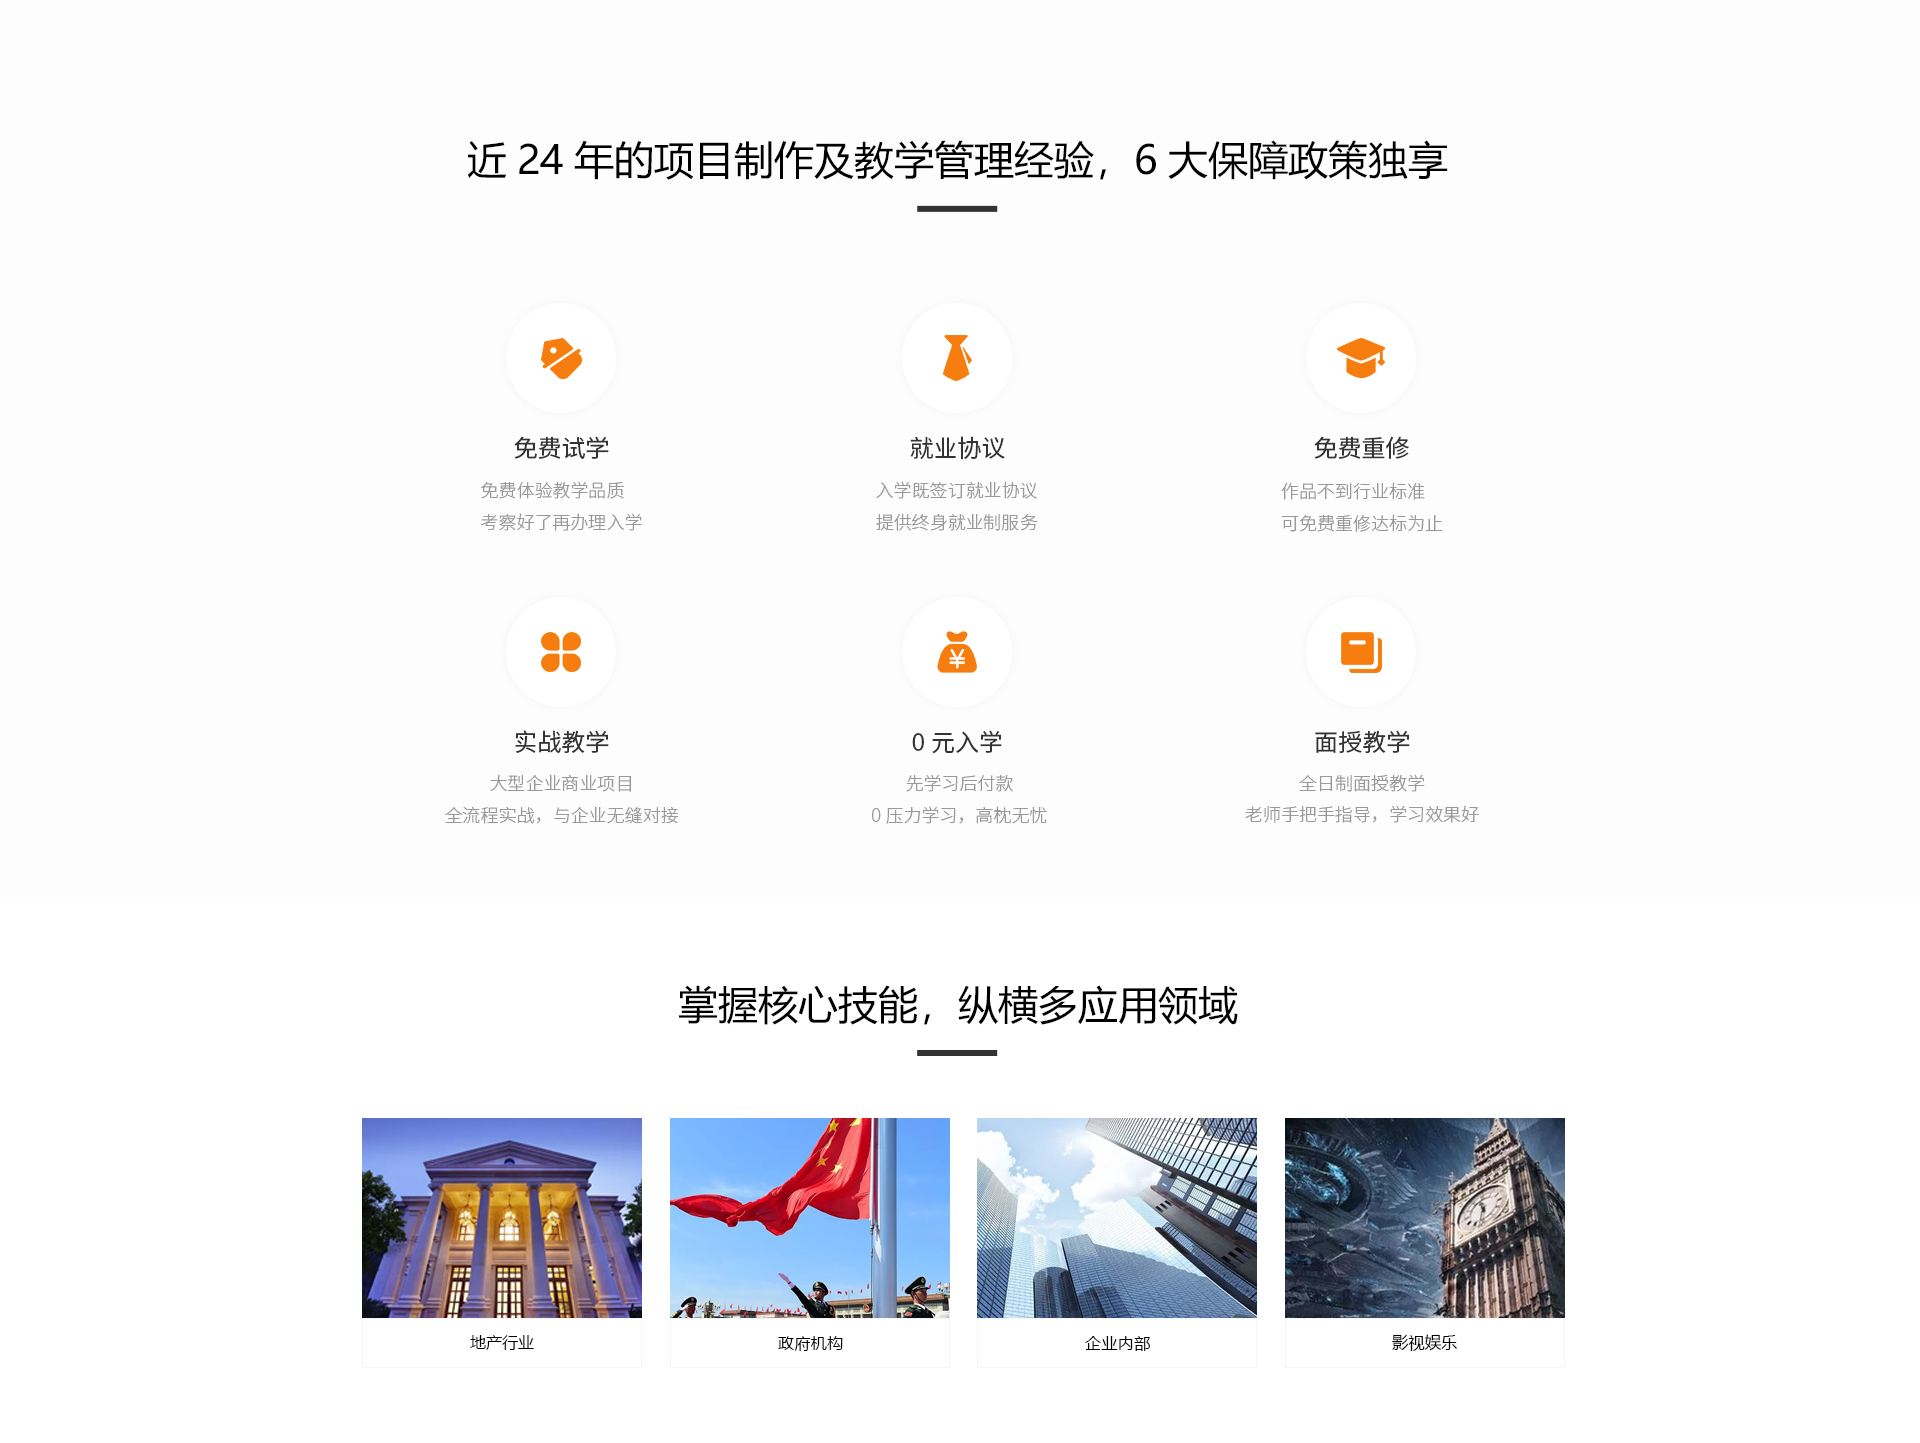 近 24 年的项目制作及教学管理经验，6 大保障政策独享
免费试学
免费体验教学品质
考察好了再办理入学
就业协议
入学既签订就业协议
提供终身就业制服务
免费重修
作品不到行业标准
可免费重修达标为止
实战教学
大型企业商业项目
全流程实战，与企业无缝对接
0 元入学
先学习后付款
0 压力学习，高枕无忧
面授教学
全日制面授教学
老师手把手指导，学习效果好
掌握核心技能，纵横多应用领域
地产行业
政府机构
企业内部
影视娱乐